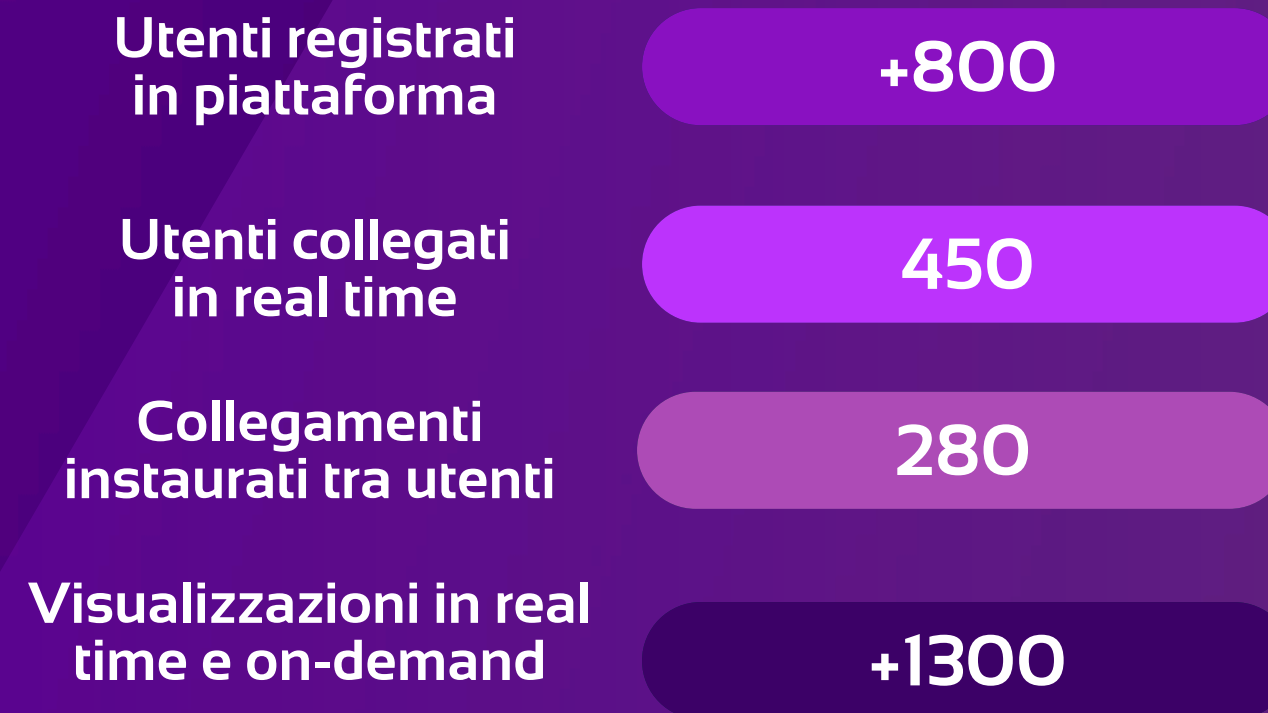 Utenti registrati
in piattaforma
+800
Utenti collegati
in real time
450
Collegamenti
instaurati tra utenti
280
Visualizzazioni in real
time e on-demand
+1300